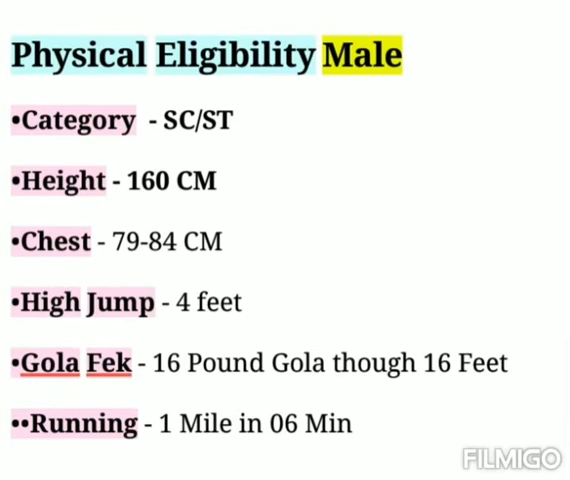 Physical Eligibility Male
•Category - SC/ST
•Height - 160 CM
•Chest - 79-84 CM
•High Jump - 4 feet
•Gola Fek - 16 Pound Gola though 16 Feet
••Running - 1 Mile in 06 Min
FILMIGO